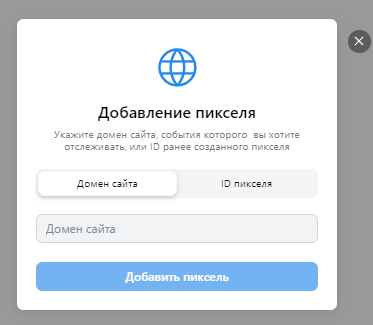 Добавление пикселя
Укажите домен сайта, события которого вы хотите
отслеживать, или ID ранее созданного пикселя
Домен сайта
ID пикселя
Домен сайта
Добавить пиксель